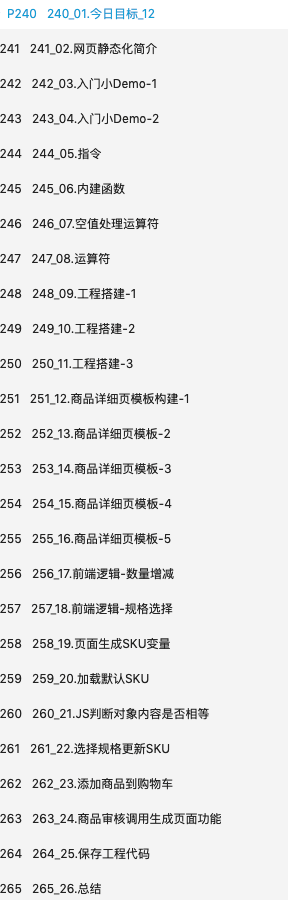 P240 240_01.今日目标_12
241 241_02.网页静态化简介
242 242_03.入门小Demo-1
243 243_04.入门小Demo-2
244 244_05.指令
245 245_06.内建函数
246 246_07.空值处理运算符
247 247_08.运算符
248 248_09.工程搭建-1
249 249_10.工程搭建-2
250 250_11.工程搭建-3
251 251_12.商品详细页模板构建-1
252 252_13.商品详细页模板-2
253 253_14.商品详细页模板-3
254 254_15.商品详细页模板-4
255 255_16.商品详细页模板-5
256 256_17.前端逻辑-数量增减
257 257_18.前端逻辑-规格选择
258 258_19.页面生成SKU变量
259 259_20.加载默认SKU
260 260_21.JS判断对象内容是否相等
261 261_22.选择规格更新SKU
262 262_23.添加商品到购物车
263 263_24.商品审核调用生成页面功能
264 264_25.保存工程代码
265 265_26.总结